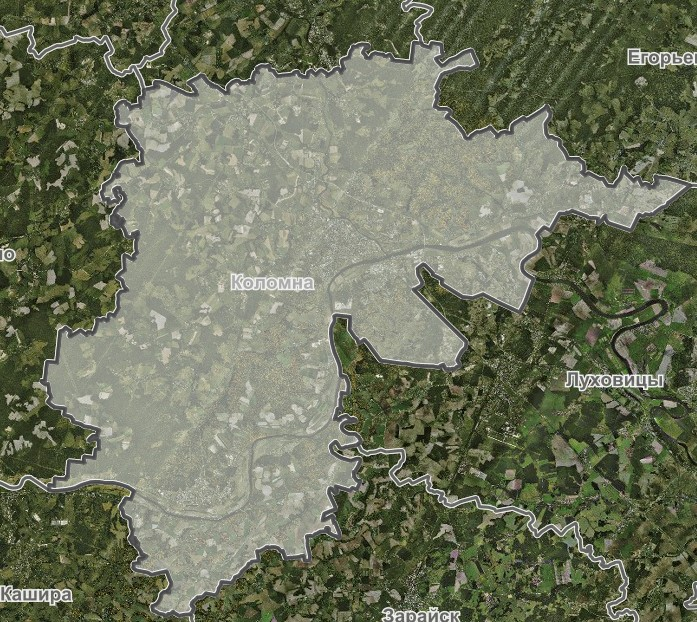 Егорье
ю
Коломна
Луховицы
Кашира
Зарайск